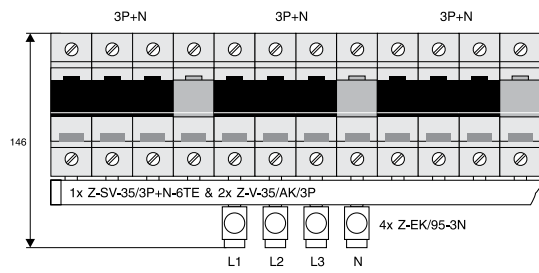 3P+N 3P+N 3P+N
146
1x Z-SV-35/3P+N-6TE & 2x Z-V-35/AK/3P
4x Z-EK/95-3N
L1 L2 L3 N